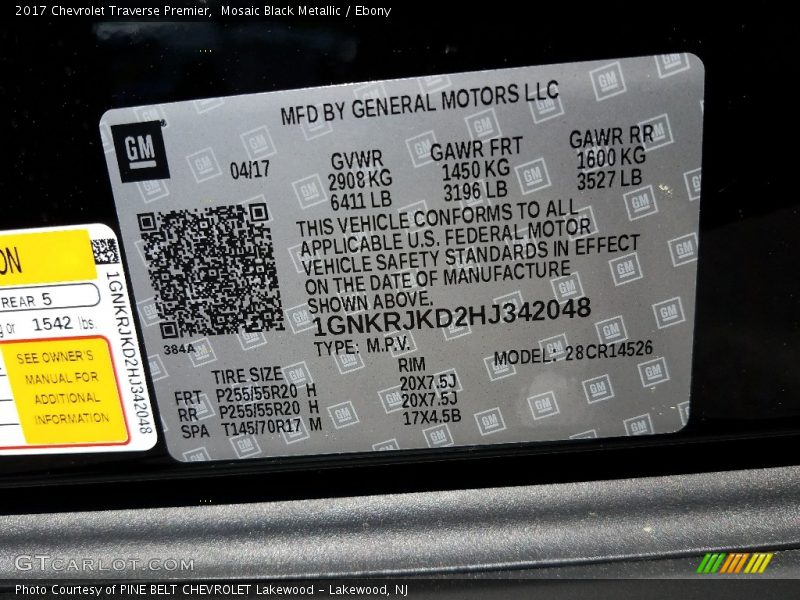 2017 Chevrolet Traverse Premier,  Mosaic Black Metallic / Ebony
MFD BY GENERAL MOTORS LLC
GM
04/17
GVWR
2908 KG
6411 LB
GAWR FRT
1450 KG
3196 LB
GAWR RR
1600 KG
3527 LB
THIS VEHICLE CONFORMS TO ALL
APPLICABLE U.S. FEDERAL MOTOR
VEHICLE SAFETY STANDARDS IN EFFECT
ON THE DATE OF MANUFACTURE
SHOWN ABOVE.
1GNKRJKD2HJ342048
TYPE: M.P.V.
MODEL: 28CR14526
384A
TIRE SIZE
RIM
FRT P255/55R20 H 20X7.5J
RR P255/55R20 H 20X7.5J
SPA T145/70R17 M 17X4.5B
ON
REAR 5
g or 1542 lbs.
SEE OWNER'S
MANUAL FOR
ADDITIONAL
INFORMATION
1GNKRJKD2HJ342048
GTCARLOT.COM
Photo Courtesy of PINE BELT CHEVROLET Lakewood - Lakewood, NJ